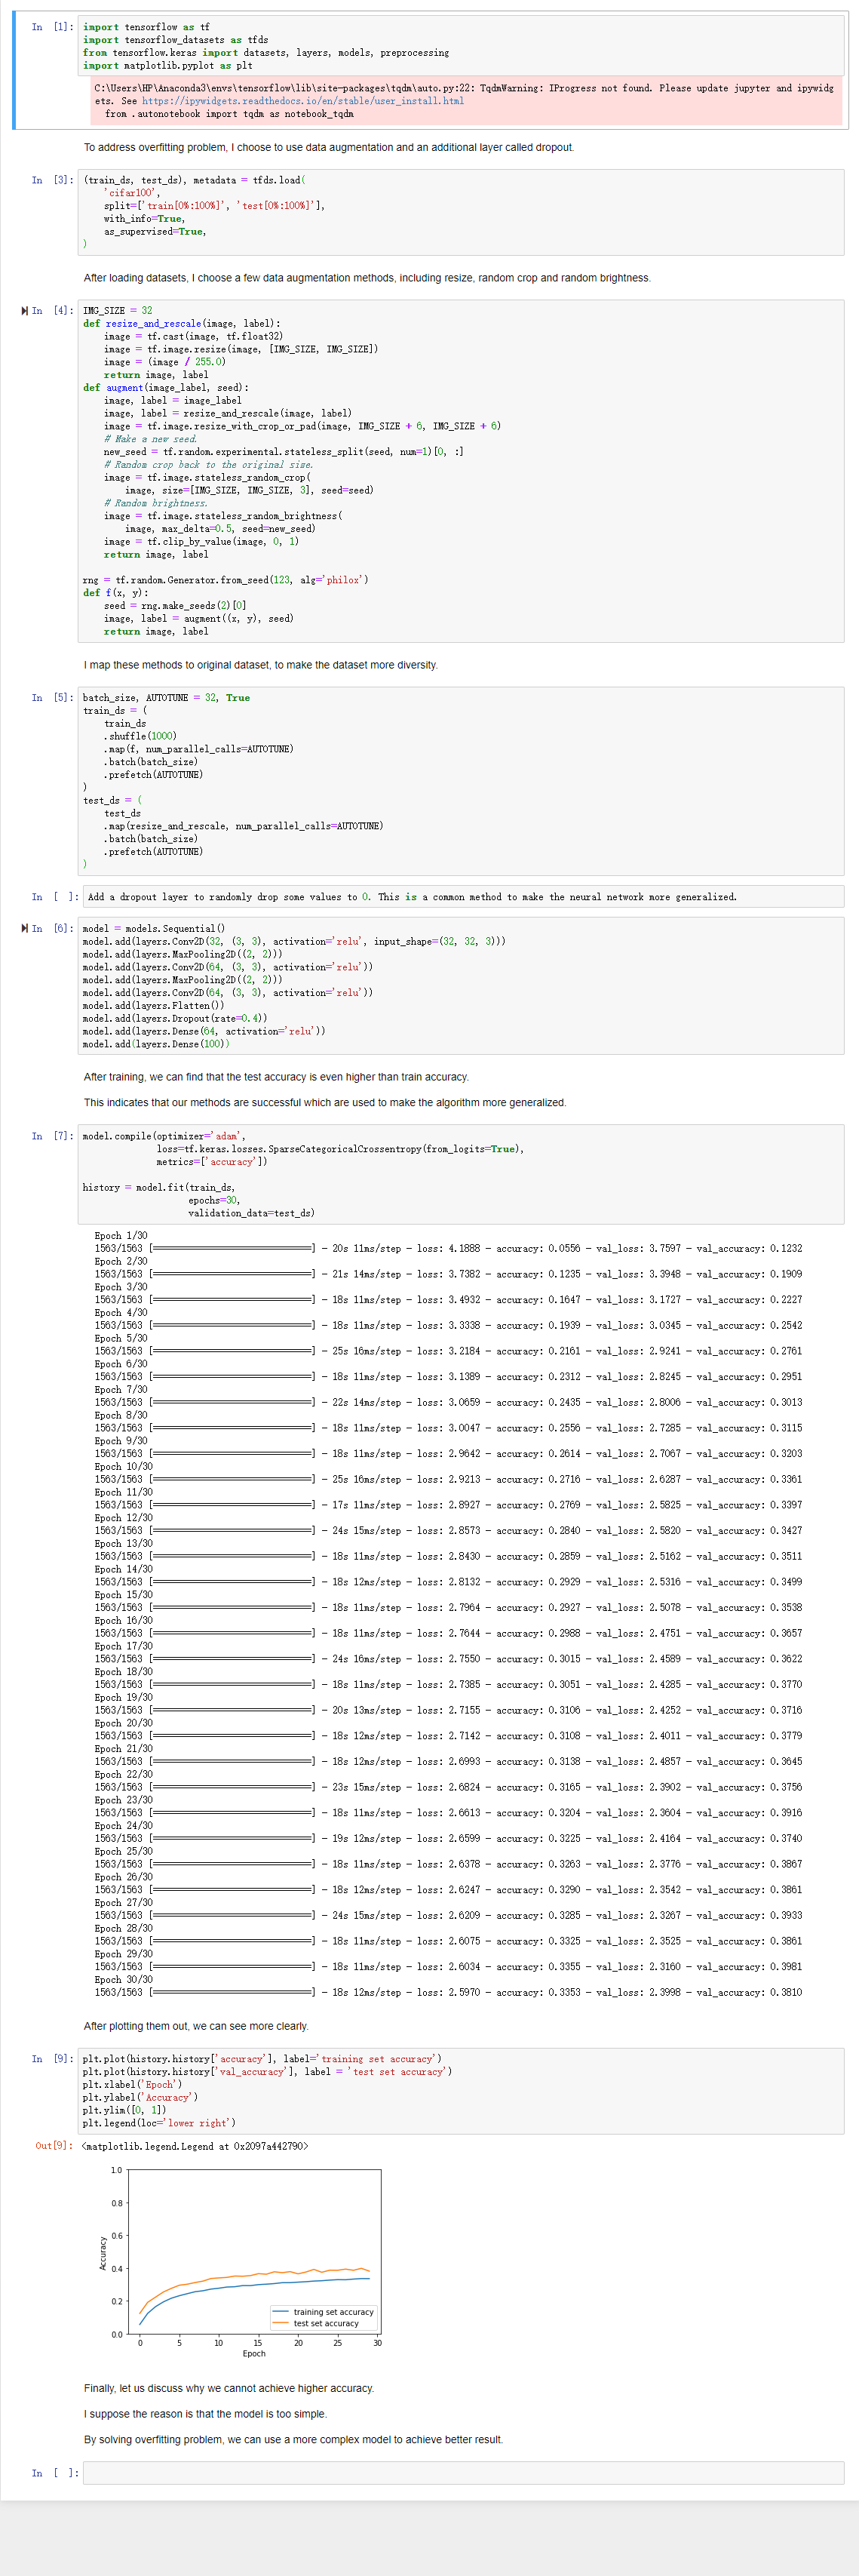 In [1]:
import tensorflow as tf
import tensorflow_datasets as tfds
from tensorflow.keras import datasets, layers, models, preprocessing
import matplotlib.pyplot as plt
C:\Users\HP\Anaconda3\envs\tensorflow\lib\site-packages\tqdm\auto.py:22: TqdmWarning: IProgress not found. Please update jupyter and ipywidg
ets. See https://ipywidgets.readthedocs.io/en/stable/user_install.html
from .autonotebook import tqdm as notebook_tqdm
To address overfitting problem, I choose to use data augmentation and an additional layer called dropout.
In [3]:
(train_ds, test_ds), metadata = tfds.load(
'cifar100',
split=['train[0%:100%]', 'test[0%:100%]'],
with_info=True,
as_supervised=True,
)
After loading datasets, I choose a few data augmentation methods, including resize, random crop and random brightness.
In [4]:
IMG_SIZE = 32
def resize_and_rescale(image, label):
image = tf.cast(image, tf.float32)
image = tf.image.resize(image, [IMG_SIZE, IMG_SIZE])
image = (image / 255.0)
return image, label
def augment(image_label, seed):
image, label = image_label
image, label = resize_and_rescale(image, label)
image = tf.image.resize_with_crop_or_pad(image, IMG_SIZE + 6, IMG_SIZE + 6)
# Make a new seed.
new_seed = tf.random.experimental.stateless_split(seed, num=1)[0, :]
# Random crop back to the original size.
image = tf.image.stateless_random_crop(
image, size=[IMG_SIZE, IMG_SIZE, 3], seed=seed)
# Random brightness.
image = tf.image.stateless_random_brightness(
image, max_delta=0.5, seed=new_seed)
image = tf.clip_by_value(image, 0, 1)
return image, label
rng = tf.random.Generator.from_seed(123, alg='philox')
def f(x, y):
seed = rng.make_seeds(2)[0]
image, label = augment((x, y), seed)
return image, label
I map these methods to original dataset, to make the dataset more diversity.
In [5]:
batch_size, AUTOTUNE = 32, True
train_ds = (
train_ds
.shuffle(1000)
.map(f, num_parallel_calls=AUTOTUNE)
.batch(batch_size)
.prefetch(AUTOTUNE)
)
test_ds = (
test_ds
.map(resize_and_rescale, num_parallel_calls=AUTOTUNE)
.batch(batch_size)
.prefetch(AUTOTUNE)
)
In [ ]:
Add a dropout layer to randomly drop some values to 0. This is a common method to make the neural network more generalized.
In [6]:
model = models.Sequential()
model.add(layers.Conv2D(32, (3, 3), activation='relu', input_shape=(32, 32, 3)))
model.add(layers.MaxPooling2D((2, 2)))
model.add(layers.Conv2D(64, (3, 3), activation='relu'))
model.add(layers.MaxPooling2D((2, 2)))
model.add(layers.Conv2D(64, (3, 3), activation='relu'))
model.add(layers.Flatten())
model.add(layers.Dropout(rate=0.4))
model.add(layers.Dense(64, activation='relu'))
model.add(layers.Dense(100))
After training, we can find that the test accuracy is even higher than train accuracy.
This indicates that our methods are successful which are used to make the algorithm more generalized.
In [7]:
model.compile(optimizer='adam',
loss=tf.keras.losses.SparseCategoricalCrossentropy(from_logits=True),
metrics=['accuracy'])
history = model.fit(train_ds,
epochs=30,
validation_data=test_ds)
Epoch 1/30
1563/1563 [==============================] - 20s 11ms/step - loss: 4.1888 - accuracy: 0.0556 - val_loss: 3.7597 - val_accuracy: 0.1232
Epoch 2/30
1563/1563 [==============================] - 21s 14ms/step - loss: 3.7382 - accuracy: 0.1235 - val_loss: 3.3948 - val_accuracy: 0.1909
Epoch 3/30
1563/1563 [==============================] - 18s 11ms/step - loss: 3.4932 - accuracy: 0.1647 - val_loss: 3.1727 - val_accuracy: 0.2227
Epoch 4/30
1563/1563 [==============================] - 18s 11ms/step - loss: 3.3338 - accuracy: 0.1939 - val_loss: 3.0345 - val_accuracy: 0.2542
Epoch 5/30
1563/1563 [==============================] - 25s 16ms/step - loss: 3.2184 - accuracy: 0.2161 - val_loss: 2.9241 - val_accuracy: 0.2761
Epoch 6/30
1563/1563 [==============================] - 18s 11ms/step - loss: 3.1389 - accuracy: 0.2312 - val_loss: 2.8245 - val_accuracy: 0.2951
Epoch 7/30
1563/1563 [==============================] - 22s 14ms/step - loss: 3.0659 - accuracy: 0.2435 - val_loss: 2.8006 - val_accuracy: 0.3013
Epoch 8/30
1563/1563 [==============================] - 18s 11ms/step - loss: 3.0047 - accuracy: 0.2556 - val_loss: 2.7285 - val_accuracy: 0.3115
Epoch 9/30
1563/1563 [==============================] - 18s 11ms/step - loss: 2.9642 - accuracy: 0.2614 - val_loss: 2.7067 - val_accuracy: 0.3203
Epoch 10/30
1563/1563 [==============================] - 25s 16ms/step - loss: 2.9213 - accuracy: 0.2716 - val_loss: 2.6287 - val_accuracy: 0.3361
Epoch 11/30
1563/1563 [==============================] - 17s 11ms/step - loss: 2.8927 - accuracy: 0.2769 - val_loss: 2.5825 - val_accuracy: 0.3397
Epoch 12/30
1563/1563 [==============================] - 24s 15ms/step - loss: 2.8573 - accuracy: 0.2840 - val_loss: 2.5820 - val_accuracy: 0.3427
Epoch 13/30
1563/1563 [==============================] - 18s 11ms/step - loss: 2.8430 - accuracy: 0.2859 - val_loss: 2.5162 - val_accuracy: 0.3511
Epoch 14/30
1563/1563 [==============================] - 18s 12ms/step - loss: 2.8132 - accuracy: 0.2929 - val_loss: 2.5316 - val_accuracy: 0.3499
Epoch 15/30
1563/1563 [==============================] - 18s 11ms/step - loss: 2.7964 - accuracy: 0.2927 - val_loss: 2.5078 - val_accuracy: 0.3538
Epoch 16/30
1563/1563 [==============================] - 18s 11ms/step - loss: 2.7644 - accuracy: 0.2988 - val_loss: 2.4751 - val_accuracy: 0.3657
Epoch 17/30
1563/1563 [==============================] - 24s 16ms/step - loss: 2.7550 - accuracy: 0.3015 - val_loss: 2.4589 - val_accuracy: 0.3622
Epoch 18/30
1563/1563 [==============================] - 18s 11ms/step - loss: 2.7385 - accuracy: 0.3051 - val_loss: 2.4285 - val_accuracy: 0.3770
Epoch 19/30
1563/1563 [==============================] - 20s 13ms/step - loss: 2.7155 - accuracy: 0.3106 - val_loss: 2.4252 - val_accuracy: 0.3716
Epoch 20/30
1563/1563 [==============================] - 18s 12ms/step - loss: 2.7142 - accuracy: 0.3108 - val_loss: 2.4011 - val_accuracy: 0.3779
Epoch 21/30
1563/1563 [==============================] - 18s 12ms/step - loss: 2.6993 - accuracy: 0.3138 - val_loss: 2.4857 - val_accuracy: 0.3645
Epoch 22/30
1563/1563 [==============================] - 23s 15ms/step - loss: 2.6824 - accuracy: 0.3165 - val_loss: 2.3902 - val_accuracy: 0.3756
Epoch 23/30
1563/1563 [==============================] - 18s 11ms/step - loss: 2.6613 - accuracy: 0.3204 - val_loss: 2.3604 - val_accuracy: 0.3916
Epoch 24/30
1563/1563 [==============================] - 19s 12ms/step - loss: 2.6599 - accuracy: 0.3225 - val_loss: 2.4164 - val_accuracy: 0.3740
Epoch 25/30
1563/1563 [==============================] - 18s 11ms/step - loss: 2.6378 - accuracy: 0.3263 - val_loss: 2.3776 - val_accuracy: 0.3867
Epoch 26/30
1563/1563 [==============================] - 18s 12ms/step - loss: 2.6247 - accuracy: 0.3290 - val_loss: 2.3542 - val_accuracy: 0.3861
Epoch 27/30
1563/1563 [==============================] - 24s 15ms/step - loss: 2.6209 - accuracy: 0.3285 - val_loss: 2.3267 - val_accuracy: 0.3933
Epoch 28/30
1563/1563 [==============================] - 18s 11ms/step - loss: 2.6075 - accuracy: 0.3325 - val_loss: 2.3525 - val_accuracy: 0.3861
Epoch 29/30
1563/1563 [==============================] - 18s 11ms/step - loss: 2.6034 - accuracy: 0.3355 - val_loss: 2.3160 - val_accuracy: 0.3981
Epoch 30/30
1563/1563 [==============================] - 18s 12ms/step - loss: 2.5970 - accuracy: 0.3353 - val_loss: 2.3998 - val_accuracy: 0.3810
After plotting them out, we can see more clearly.
In [9]:
plt.plot(history.history['accuracy'], label='training set accuracy')
plt.plot(history.history['val_accuracy'], label = 'test set accuracy')
plt.xlabel('Epoch')
plt.ylabel('Accuracy')
plt.ylim([0, 1])
plt.legend(loc='lower right')
Out[9]: <matplotlib.legend.Legend at 0x2097a442790>
1.0
0.8
0.6
0.4
0.2
0.0
Accuracy
training set accuracy
test set accuracy
0 5 10 15 20 25 30
Epoch
Finally, let us discuss why we cannot achieve higher accuracy.
I suppose the reason is that the model is too simple.
By solving overfitting problem, we can use a more complex model to achieve better result.
In [ ]: